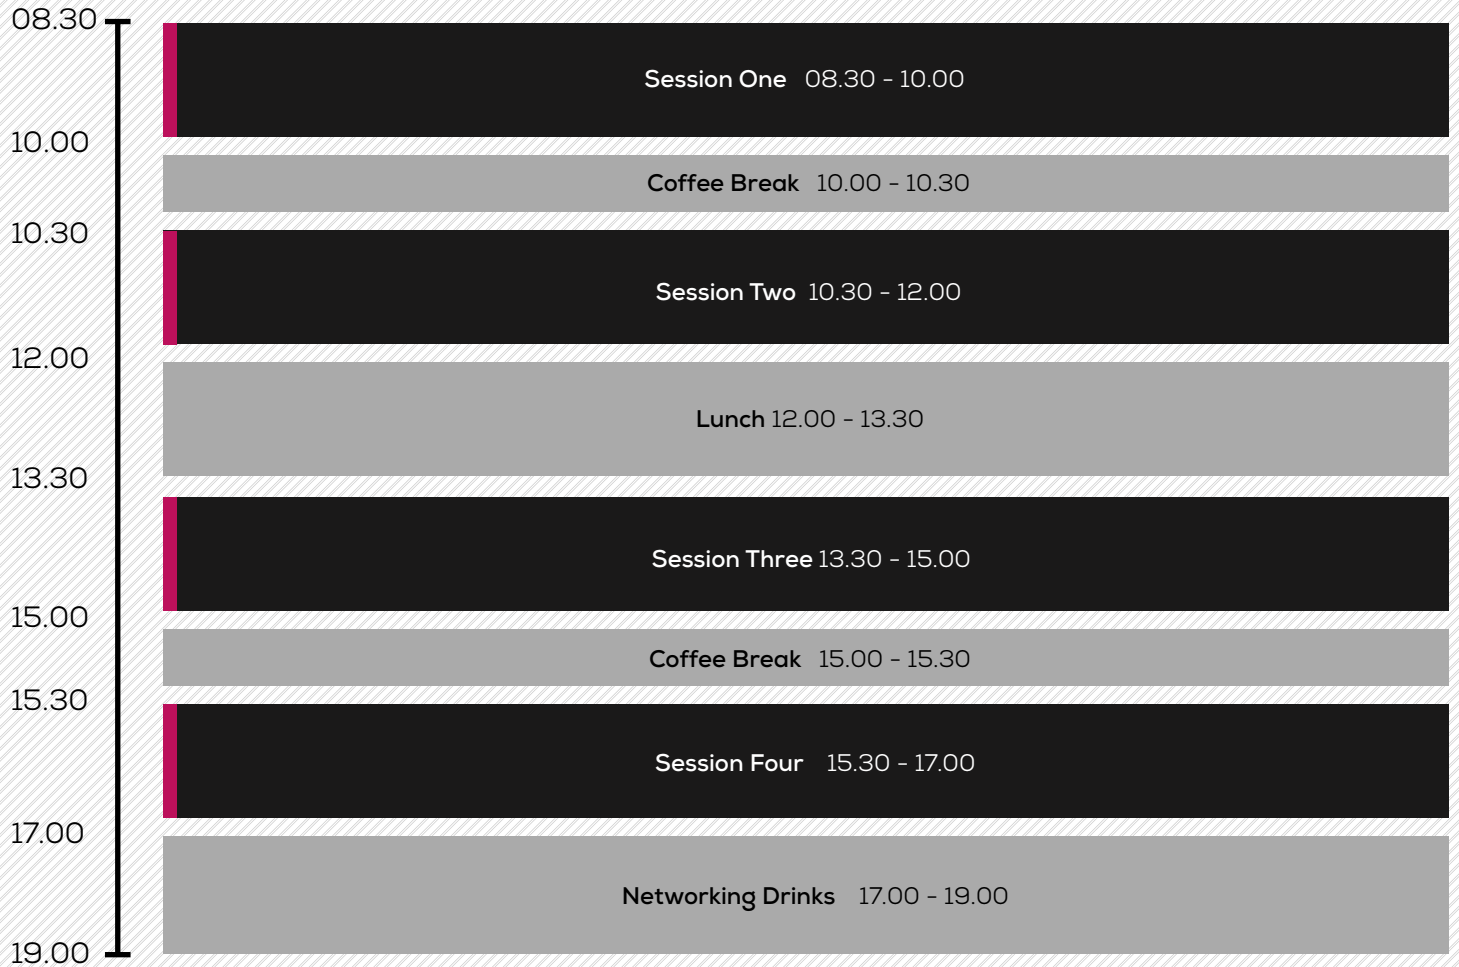 08.30
Session One 08.30 - 10.00
10.00
Coffee Break 10.00 - 10.30
10.30
Session Two 10.30 - 12.00
12.00
Lunch 12.00 - 13.30
13.30
Session Three 13.30 - 15.00
15.00
Coffee Break 15.00 - 15.30
15.30
Session Four 15.30 - 17.00
17.00
Networking Drinks 17.00 - 19.00
19.00